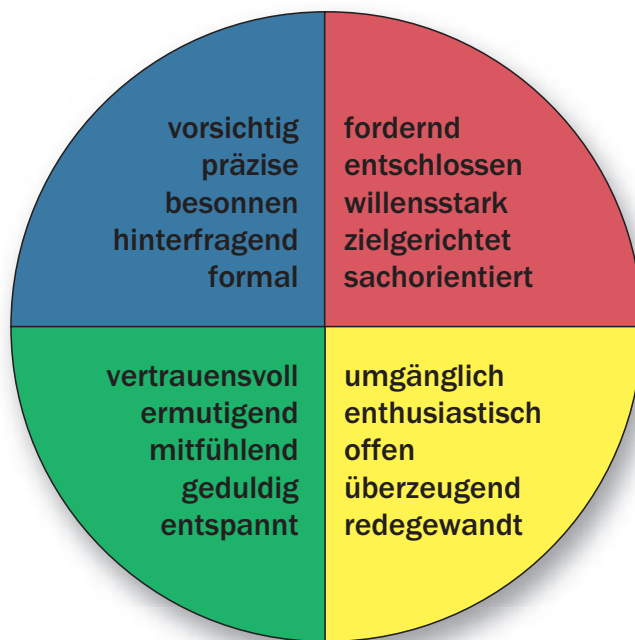 vorsichtig
präzise
besonnen
hinterfragend
formal
fordernd
entschlossen
willensstark
zielgerichtet
sachorientiert
vertrauensvoll
ermutigend
mitfühlend
geduldig
entspannt
umgänglich
enthusiastisch
offen
überzeugend
redegewandt